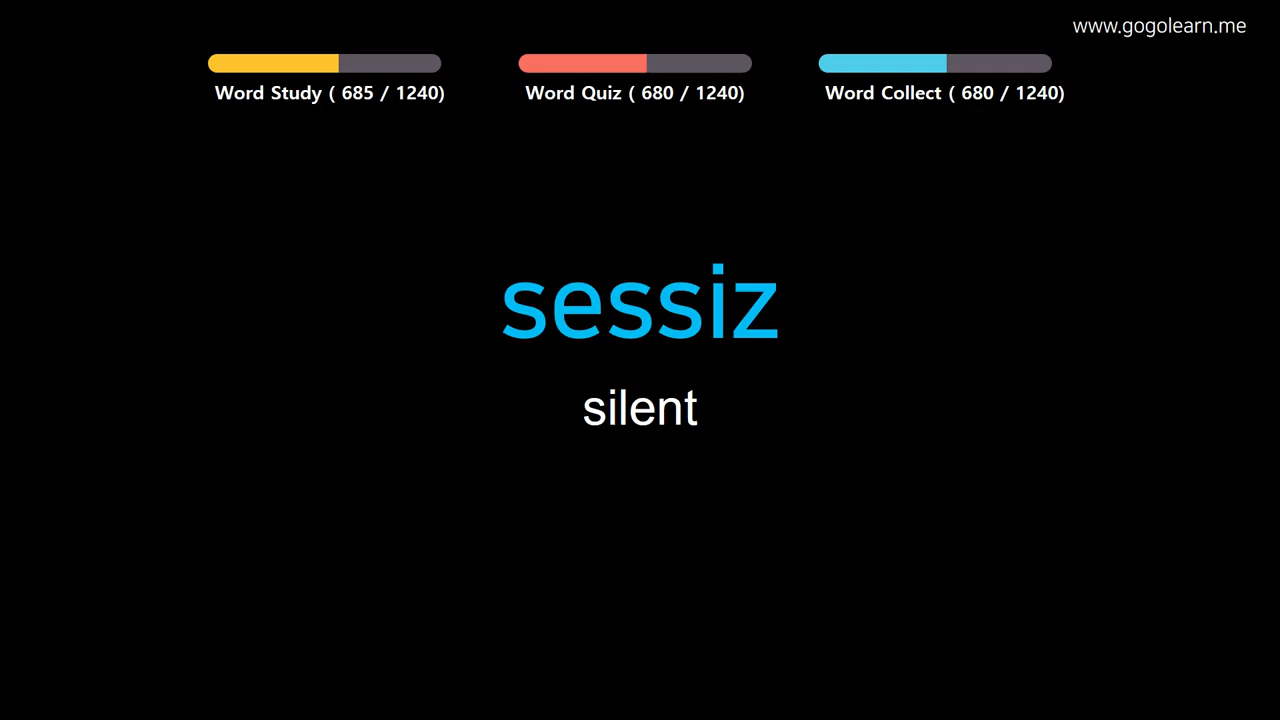 www.gogolearn.me
Word Study ( 685 / 1240)
Word Quiz ( 680 / 1240)
Word Collect ( 680 / 1240)
sessiz
silent